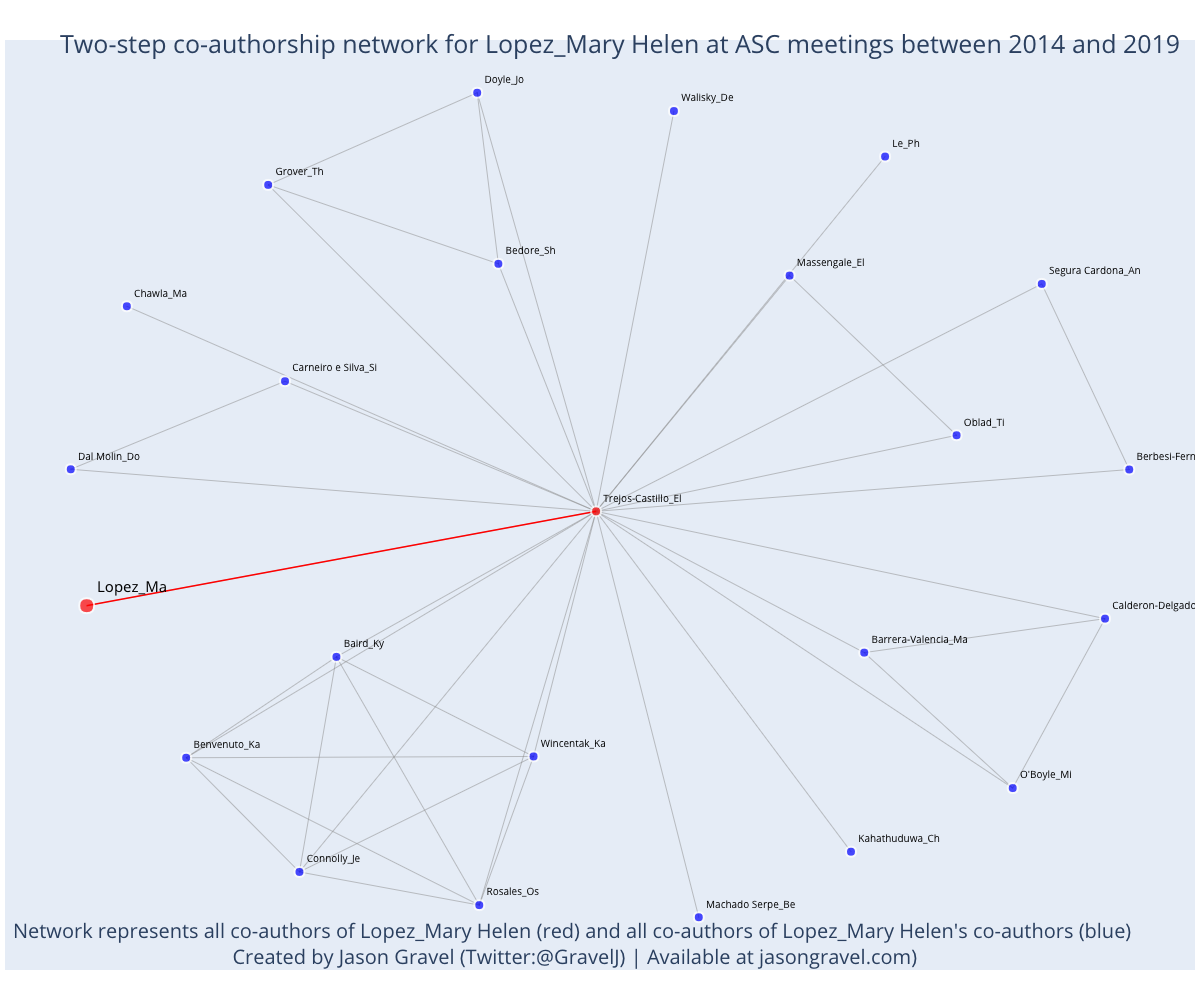 Two-step co-authorship network for Lopez_Mary Helen at ASC meetings between 2014 and 2019
Doyle_Jo
Walisky_De
Le_Ph
Grover_Th
Bedore_Sh
Massengale_El
Segura Cardona_An
Chawla_Ma
Carneiro e Silva_Si
Oblad_Ti
Dal Molin_Do
Berbesi-Fern
Trejos-Castillo_El
Lopez_Ma
Calderon-Delgado
Baird_Ky
Barrera-Valencia_Ma
Benvenuto_Ka
Wincentak_Ka
O'Boyle_Mi
Kahathuduwa_Ch
Connolly_Je
Rosales_Os
Machado Serpe_Be
Network represents all co-authors of Lopez_Mary Helen (red) and all co-authors of Lopez_Mary Helen's co-authors (blue)
Created by Jason Gravel (Twitter:@GravelJ) | Available at jasongravel.com)